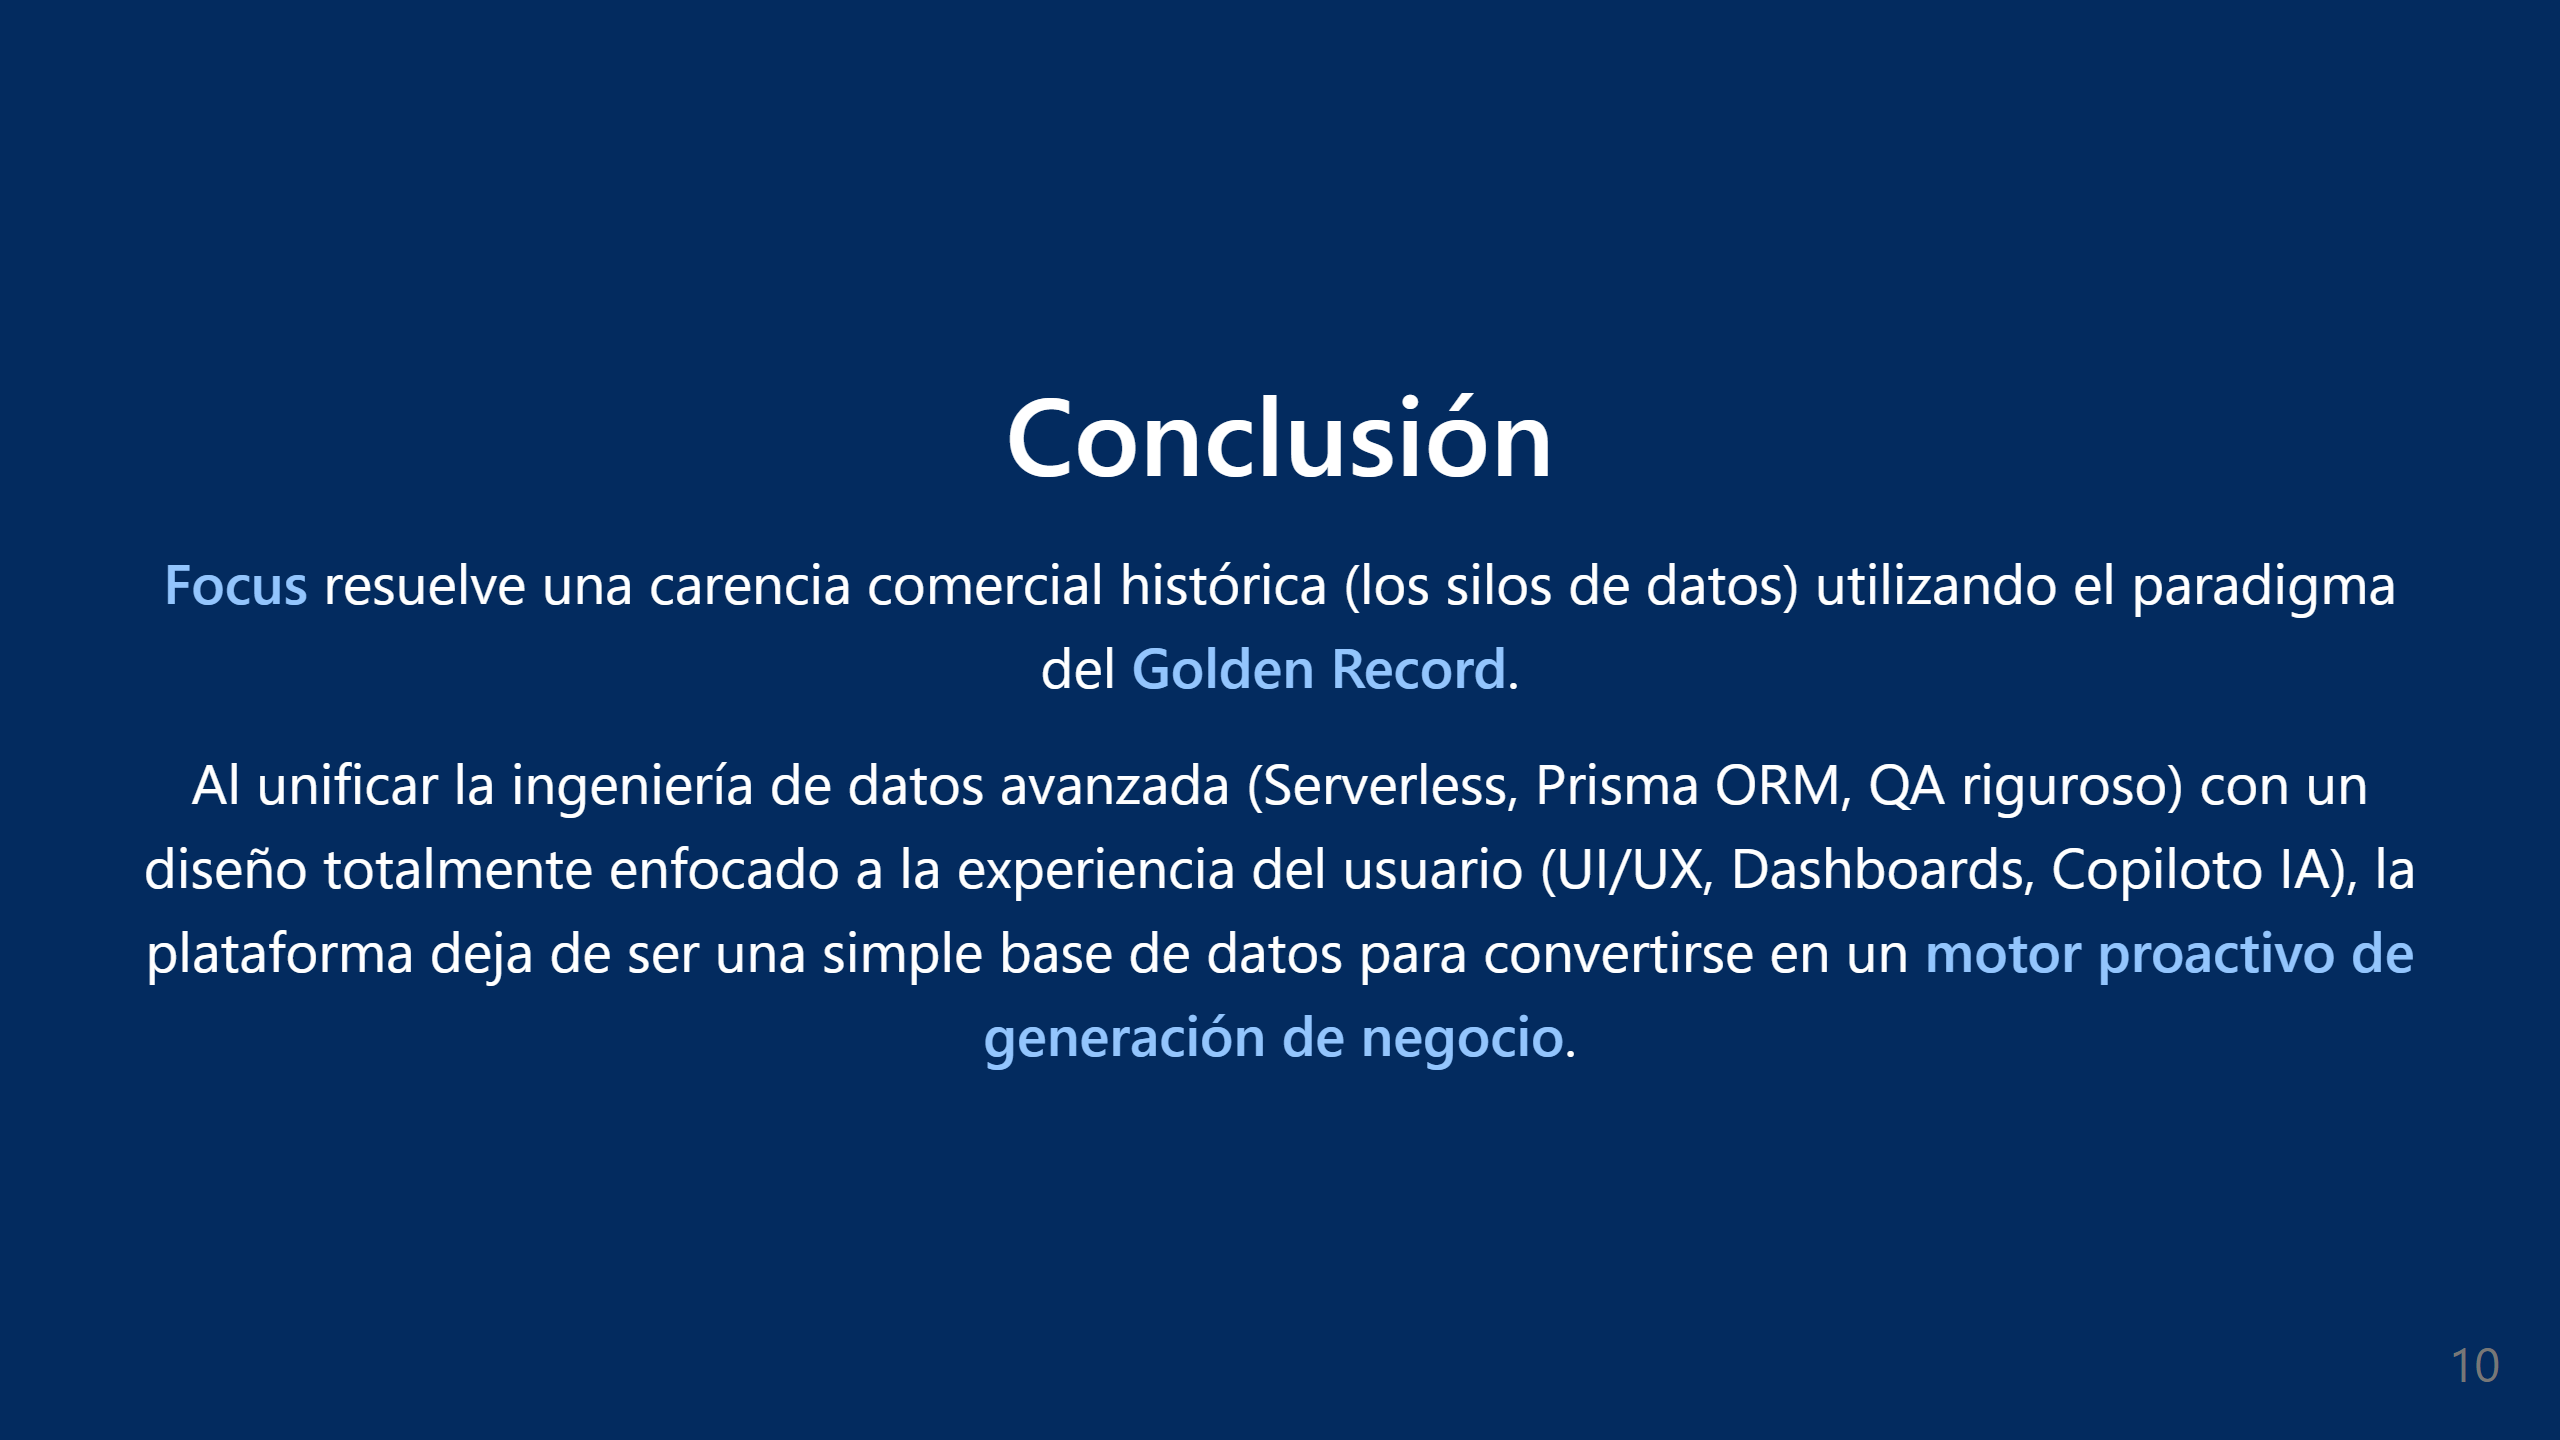 Conclusión
Focus resuelve una carencia comercial histórica (los silos de datos) utilizando el paradigma
del Golden Record.
Al unificar la ingeniería de datos avanzada (Serverless, Prisma ORM, QA riguroso) con un
diseño totalmente enfocado a la experiencia del usuario (UI/UX, Dashboards, Copiloto IA), la
plataforma deja de ser una simple base de datos para convertirse en un motor proactivo de
generación de negocio.
10